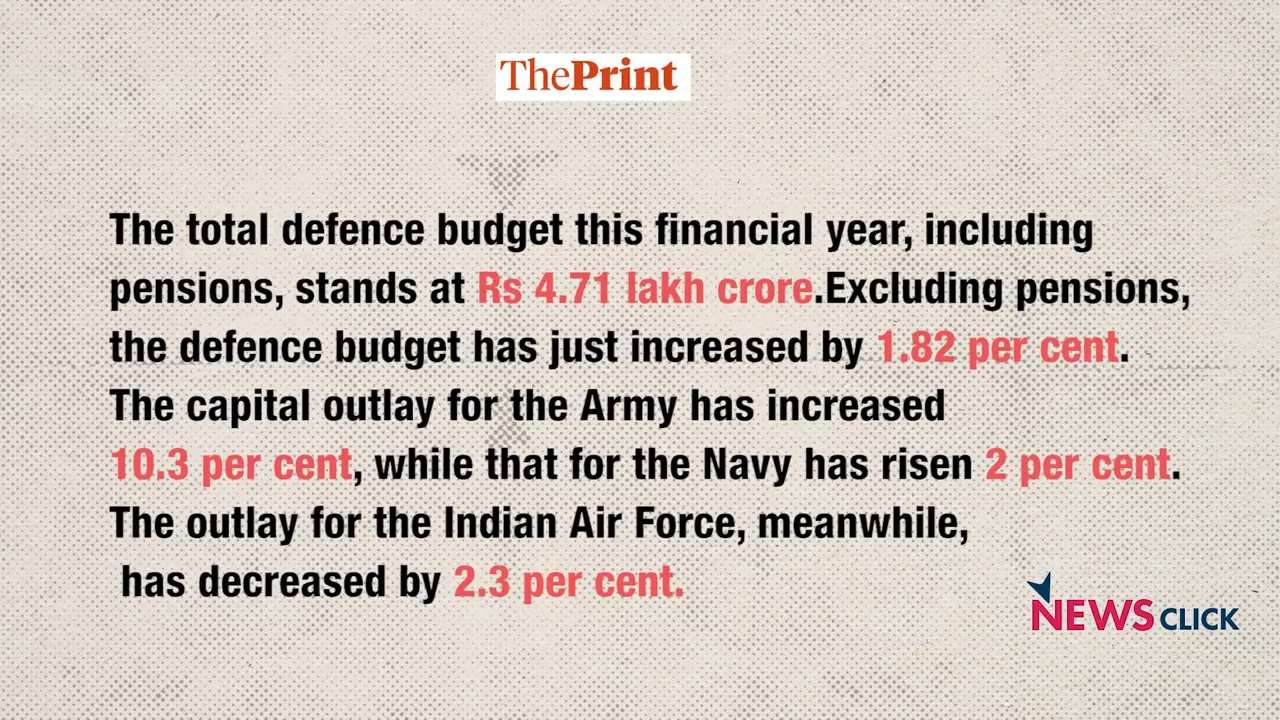 ThePrint
The total defence budget this financial year, including
pensions, stands at Rs 4.71 lakh crore.Excluding pensions,
the defence budget has just increased by 1.82 per cent.
The capital outlay for the Army has increased
10.3 per cent, while that for the Navy has risen 2 per cent.
The outlay for the Indian Air Force, meanwhile,
has decreased by 2.3 per cent.
NEWSCLICK